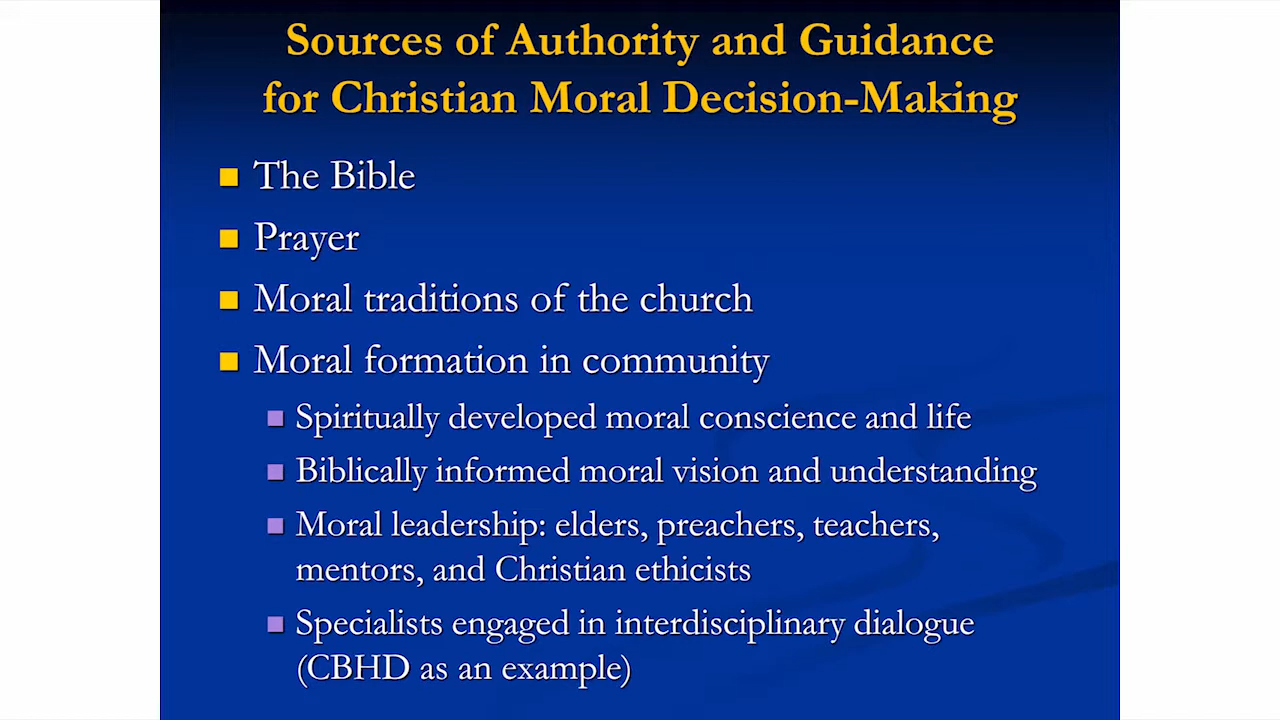 Sources of Authority and Guidance
for Christian Moral Decision-Making
The Bible
Prayer
Moral traditions of the church
Moral formation in community
Spiritually developed moral conscience and life
Biblically informed moral vision and understanding
Moral leadership: elders, preachers, teachers,
mentors, and Christian ethicists
Specialists engaged in interdisciplinary dialogue
(CBHD as an example)